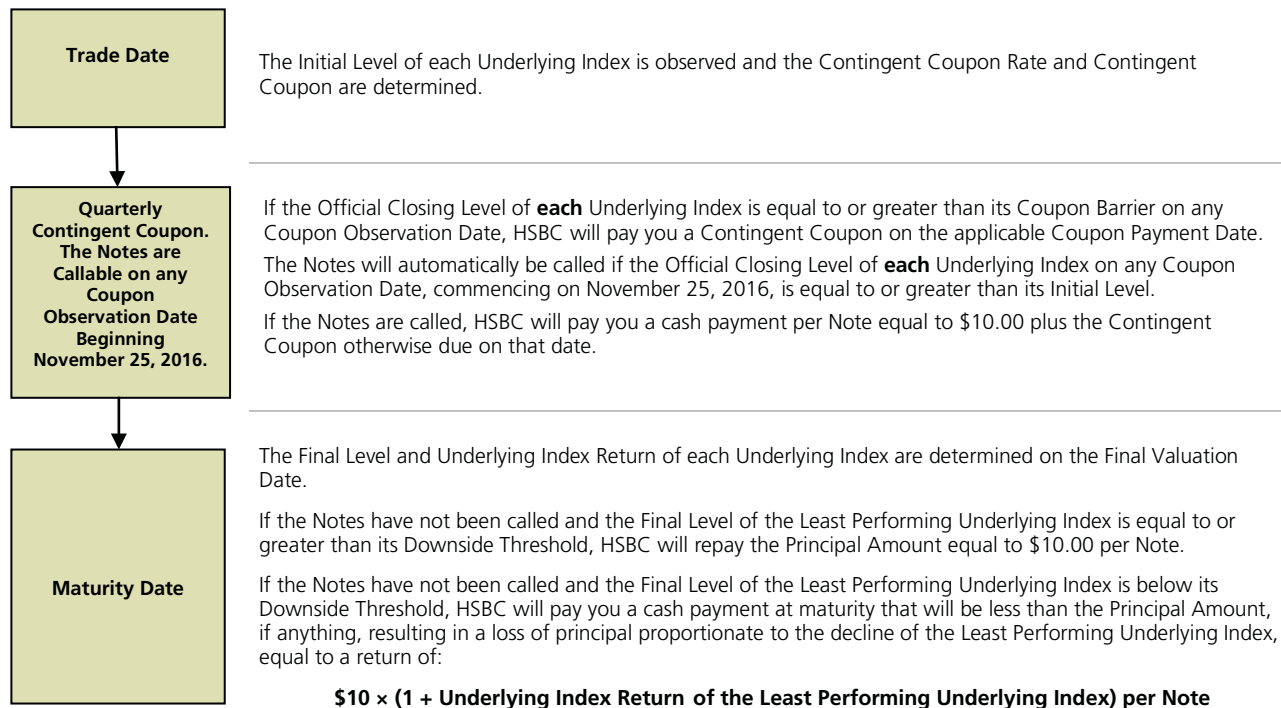 Trade Date
The Initial Level of each Underlying Index is observed and the Contingent Coupon Rate and Contingent
Coupon are determined.
Quarterly
Contingent Coupon.
The Notes are
Callable on any
Coupon
Observation Date
Beginning
November 25, 2016.
If the Official Closing Level of each Underlying Index is equal to or greater than its Coupon Barrier on any
Coupon Observation Date, HSBC will pay you a Contingent Coupon on the applicable Coupon Payment Date.
The Notes will automatically be called if the Official Closing Level of each Underlying Index on any Coupon
Observation Date, commencing on November 25, 2016, is equal to or greater than its Initial Level.
If the Notes are called, HSBC will pay you a cash payment per Note equal to $10.00 plus the Contingent
Coupon otherwise due on that date.
Maturity Date
The Final Level and Underlying Index Return of each Underlying Index are determined on the Final Valuation
Date.
If the Notes have not been called and the Final Level of the Least Performing Underlying Index is equal to or
greater than its Downside Threshold, HSBC will repay the Principal Amount equal to $10.00 per Note.
If the Notes have not been called and the Final Level of the Least Performing Underlying Index is below its
Downside Threshold, HSBC will pay you a cash payment at maturity that will be less than the Principal Amount,
if anything, resulting in a loss of principal proportionate to the decline of the Least Performing Underlying Index,
equal to a return of:
$10 × (1 + Underlying Index Return of the Least Performing Underlying Index) per Note